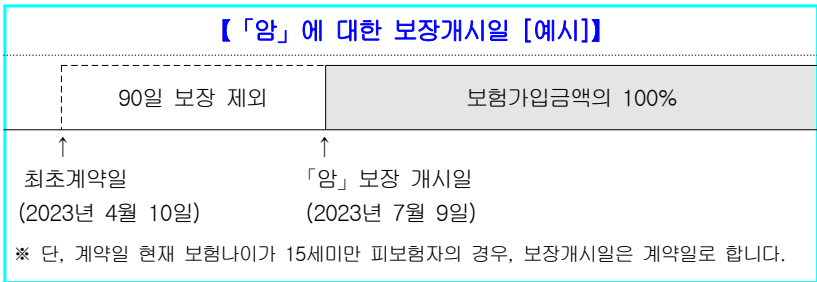 【「암」에 대한 보장개시일 [예시]】
90일 보장 제외 보험가입금액의 100%
↑ ↑
최초계약일 「암」보장 개시일
(2023년 4월 10일) (2023년 7월 9일)
※ 단, 계약일 현재 보험나이가 15세미만 피보험자의 경우, 보장개시일은 계약일로 합니다.